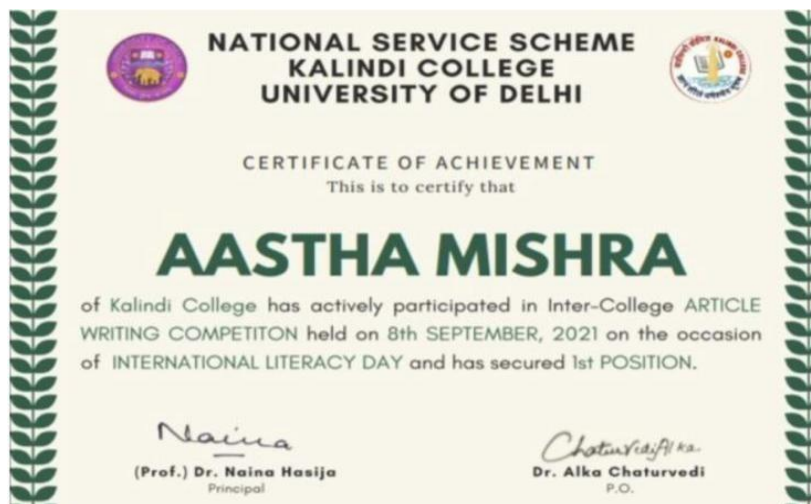 NATIONAL SERVICE SCHEME
KALINDI COLLEGE
UNIVERSITY OF DELHI
CERTIFICATE OF ACHIEVEMENT
This is to certify that
AASTHA MISHRA
of Kalindi College has actively participated in Inter-College ARTICLE
WRITING COMPETITON held on 8th SEPTEMBER, 2021 on the occasion
of INTERNATIONAL LITERACY DAY and has secured 1st POSITION.
Naina
ChaturvediAlka
(Prof.) Dr. Naina Hasija
Dr. Alka Chaturvedi
Principal
P.O.